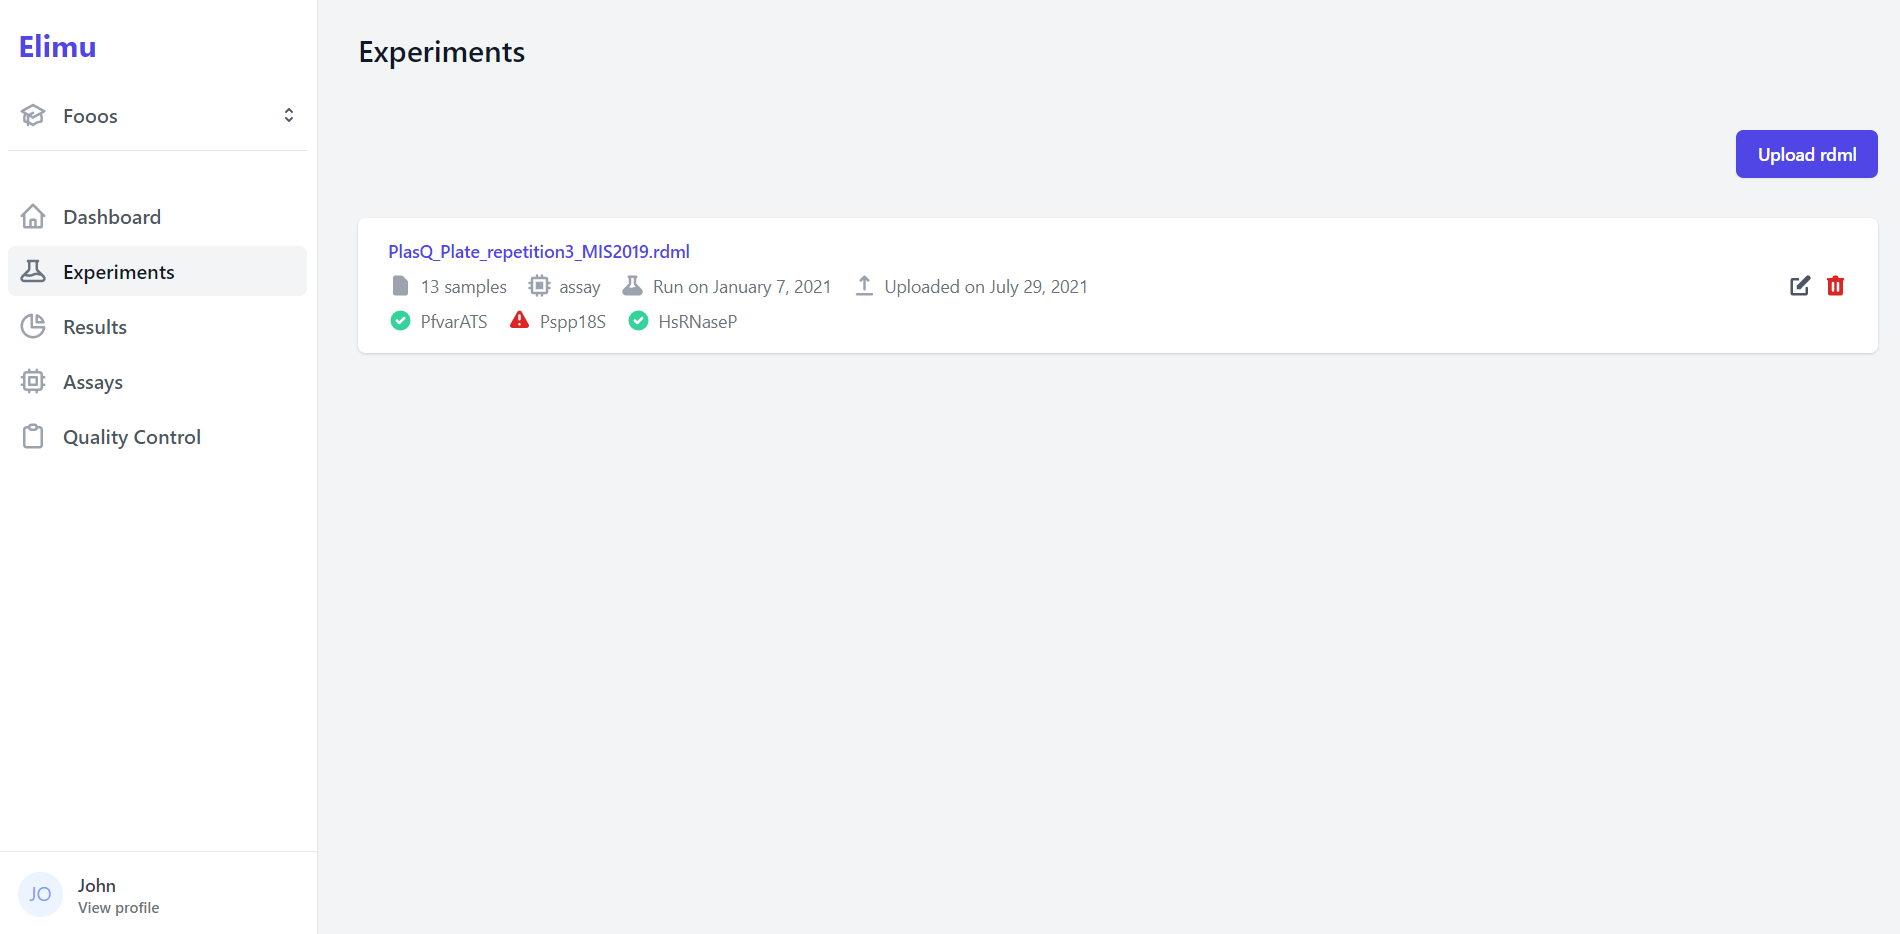 Elimu
Fooos
Dashboard
Experiments
Results
Assays
Quality Control
JO
John
View profile
Experiments
Upload rdml
PlasQ_Plate_repetition3_MIS2019.rdml
13 samples assay Run on January 7, 2021 Uploaded on July 29, 2021
PfvarATS Pspp18S HsRNaseP